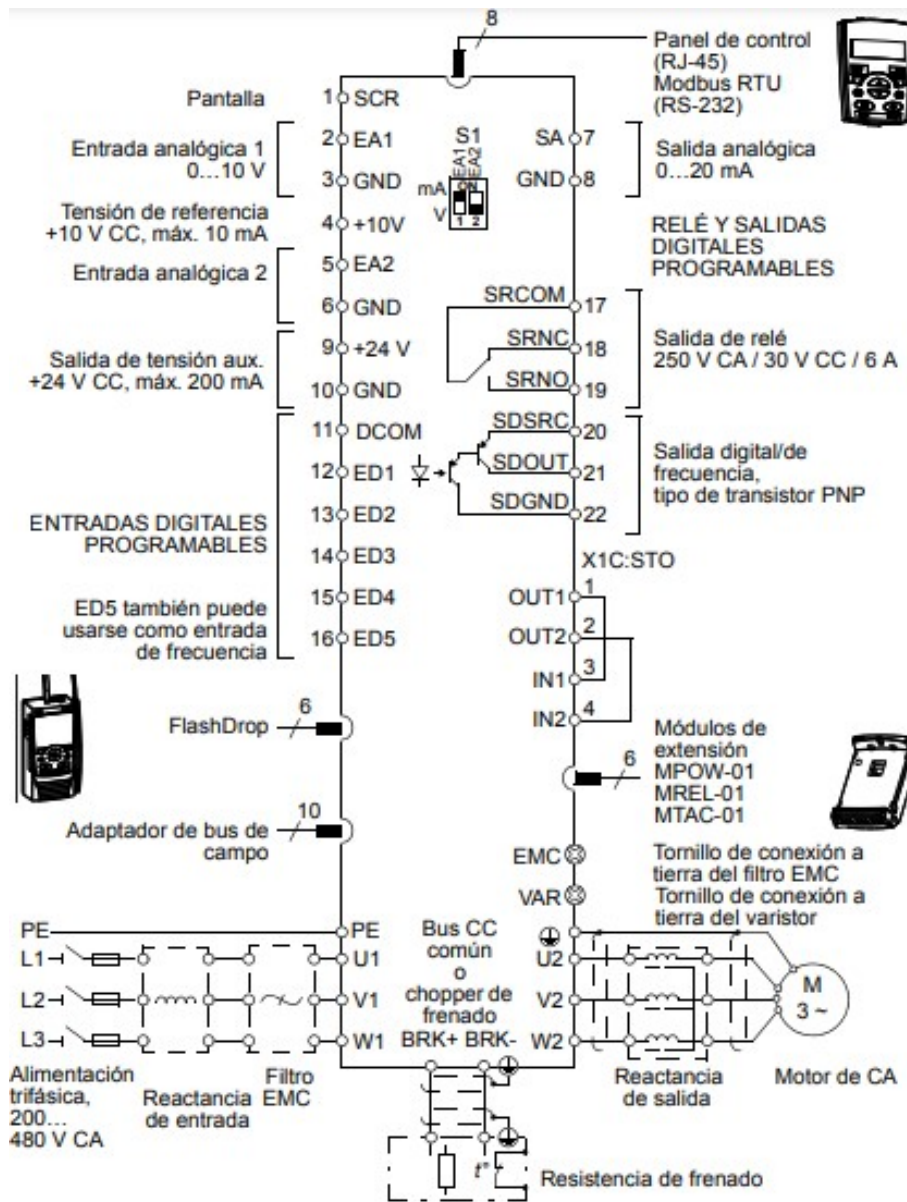 8
Panel de control
(RJ-45)
Modbus RTU
(RS-232)
Pantalla
1 SCR
Entrada analógica 1
0...10 V
2 EA1
3 GND
S1
EA1
EA2
ON
mA
V
1 2
SA 7
GND 8
Salida analógica
0...20 mA
Tensión de referencia
+10 V CC, máx. 10 mA
4 +10V
RELÉ Y SALIDAS
DIGITALES
PROGRAMABLES
Entrada analógica 2
5 EA2
6 GND
SRCOM 17
SRNC 18
SRNO 19
Salida de relé
250 V CA / 30 V CC / 6 A
Salida de tensión aux.
+24 V CC, máx. 200 mA
9 +24 V
10 GND
11 DCOM
12 ED1
13 ED2
14 ED3
15 ED4
16 ED5
ENTRADAS DIGITALES
PROGRAMABLES
ED5 también puede
usarse como entrada
de frecuencia
SDSRC 20
SDOUT 21
SDGND 22
Salida digital/de
frecuencia,
tipo de transistor PNP
X1C:STO
OUT1 1
OUT2 2
IN1 3
IN2 4
FlashDrop 6
6
Módulos de
extensión
MPOW-01
MREL-01
MTAC-01
Adaptador de bus de
campo
10
EMC
Tornillo de conexión a
tierra del filtro EMC
VAR
Tornillo de conexión a
tierra del varistor
PE
L1
L2
L3
PE
U1
V1
W1
Bus CC
común
o
chopper de
frenado
BRK+ BRK-
U2
V2
W2
M
3 ~
Alimentación
trifásica,
200...
480 V CA
Reactancia
de entrada
Filtro
EMC
Reactancia
de salida
Motor de CA
t°
Resistencia de frenado